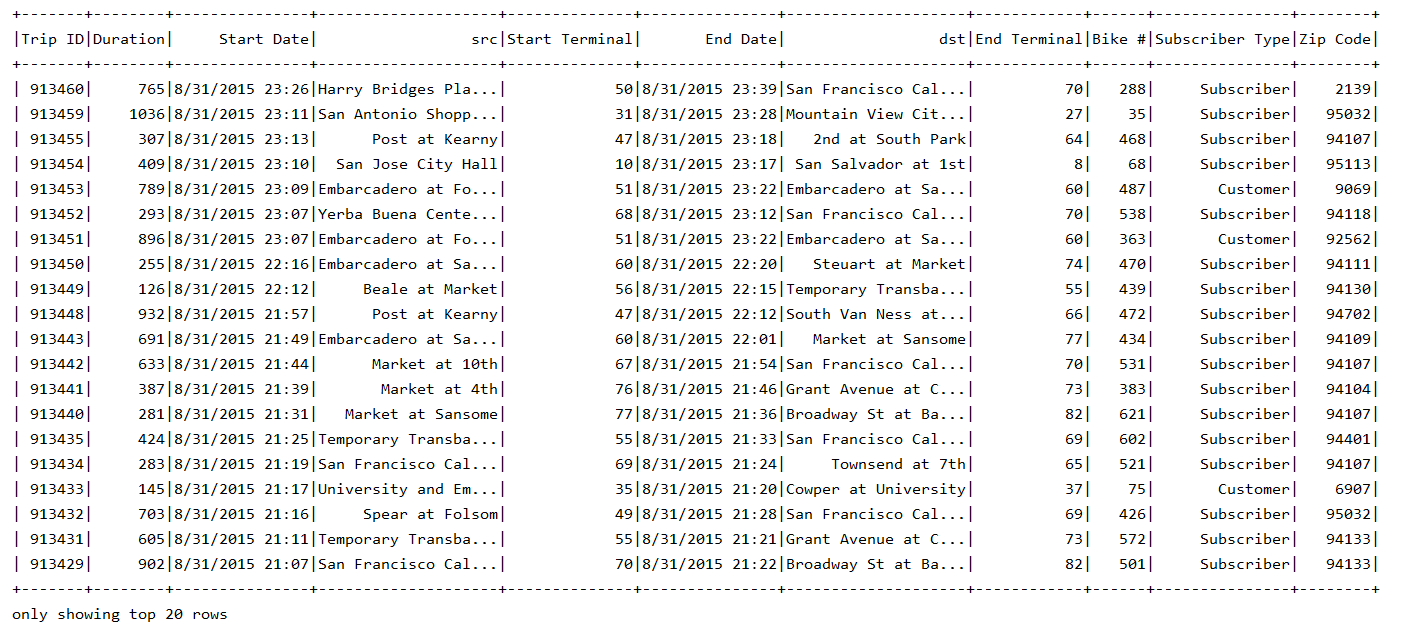 +-------+--------+---------------+--------------------+--------------+---------------+--------------------+------------+------+---------------+--------+
|Trip ID|Duration|     Start Date|                 src|Start Terminal|       End Date|                 dst|End Terminal|Bike #|Subscriber Type|Zip Code|
+-------+--------+---------------+--------------------+--------------+---------------+--------------------+------------+------+---------------+--------+
| 913460|     765|8/31/2015 23:26|Harry Bridges Pla...|            50|8/31/2015 23:39|San Francisco Cal...|          70|   288|     Subscriber|    2139|
| 913459|    1036|8/31/2015 23:11|San Antonio Shopp...|            31|8/31/2015 23:28|Mountain View Cit...|          27|    35|     Subscriber|   95032|
| 913455|     307|8/31/2015 23:13|      Post at Kearny|            47|8/31/2015 23:18|   2nd at South Park|          64|   468|     Subscriber|   94107|
| 913454|     409|8/31/2015 23:10|  San Jose City Hall|            10|8/31/2015 23:17| San Salvador at 1st|           8|    68|     Subscriber|   95113|
| 913453|     789|8/31/2015 23:09|Embarcadero at Fo...|            51|8/31/2015 23:22|Embarcadero at Sa...|          60|   487|       Customer|    9069|
| 913452|     293|8/31/2015 23:07|Yerba Buena Cente...|            68|8/31/2015 23:12|San Francisco Cal...|          70|   538|     Subscriber|   94118|
| 913451|     896|8/31/2015 23:07|Embarcadero at Fo...|            51|8/31/2015 23:22|Embarcadero at Sa...|          60|   363|       Customer|   92562|
| 913450|     255|8/31/2015 22:16|Embarcadero at Sa...|            60|8/31/2015 22:20|   Steuart at Market|          74|   470|     Subscriber|   94111|
| 913449|     126|8/31/2015 22:12|     Beale at Market|            56|8/31/2015 22:15|Temporary Transba...|          55|   439|     Subscriber|   94130|
| 913448|     932|8/31/2015 21:57|      Post at Kearny|            47|8/31/2015 22:12|South Van Ness at...|          66|   472|     Subscriber|   94702|
| 913443|     691|8/31/2015 21:49|Embarcadero at Sa...|            60|8/31/2015 22:01|   Market at Sansome|          77|   434|     Subscriber|   94109|
| 913442|     633|8/31/2015 21:44|      Market at 10th|            67|8/31/2015 21:54|San Francisco Cal...|          70|   531|     Subscriber|   94107|
| 913441|     387|8/31/2015 21:39|       Market at 4th|            76|8/31/2015 21:46|Grant Avenue at C...|          73|   383|     Subscriber|   94104|
| 913440|     281|8/31/2015 21:31|   Market at Sansome|            77|8/31/2015 21:36|Broadway St at Ba...|          82|   621|     Subscriber|   94107|
| 913435|     424|8/31/2015 21:25|Temporary Transba...|            55|8/31/2015 21:33|San Francisco Cal...|          69|   602|     Subscriber|   94401|
| 913434|     283|8/31/2015 21:19|San Francisco Cal...|            69|8/31/2015 21:24|     Townsend at 7th|          65|   521|     Subscriber|   94107|
| 913433|     145|8/31/2015 21:17|University and Em...|            35|8/31/2015 21:20|Cowper at University|          37|    75|       Customer|    6907|
| 913432|     703|8/31/2015 21:16|     Spear at Folsom|            49|8/31/2015 21:28|San Francisco Cal...|          69|   426|     Subscriber|   95032|
| 913431|     605|8/31/2015 21:11|Temporary Transba...|            55|8/31/2015 21:21|Grant Avenue at C...|          73|   572|     Subscriber|   94133|
| 913429|     902|8/31/2015 21:07|San Francisco Cal...|            70|8/31/2015 21:22|Broadway St at Ba...|          82|   501|     Subscriber|   94133|
+-------+--------+---------------+--------------------+--------------+---------------+--------------------+------------+------+---------------+--------+
only showing top 20 rows